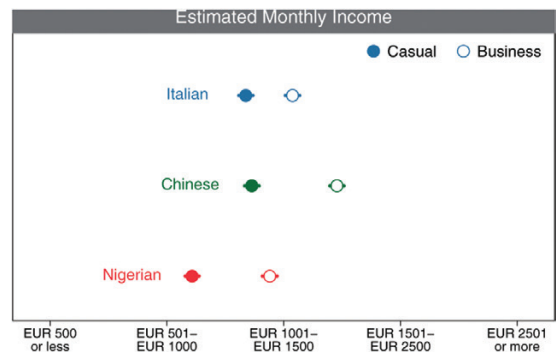 Estimated Monthly Income
Casual Business
Italian
Chinese
Nigerian
EUR 500 or less
EUR 501– EUR 1000
EUR 1001– EUR 1500
EUR 1501– EUR 2500
EUR 2501 or more